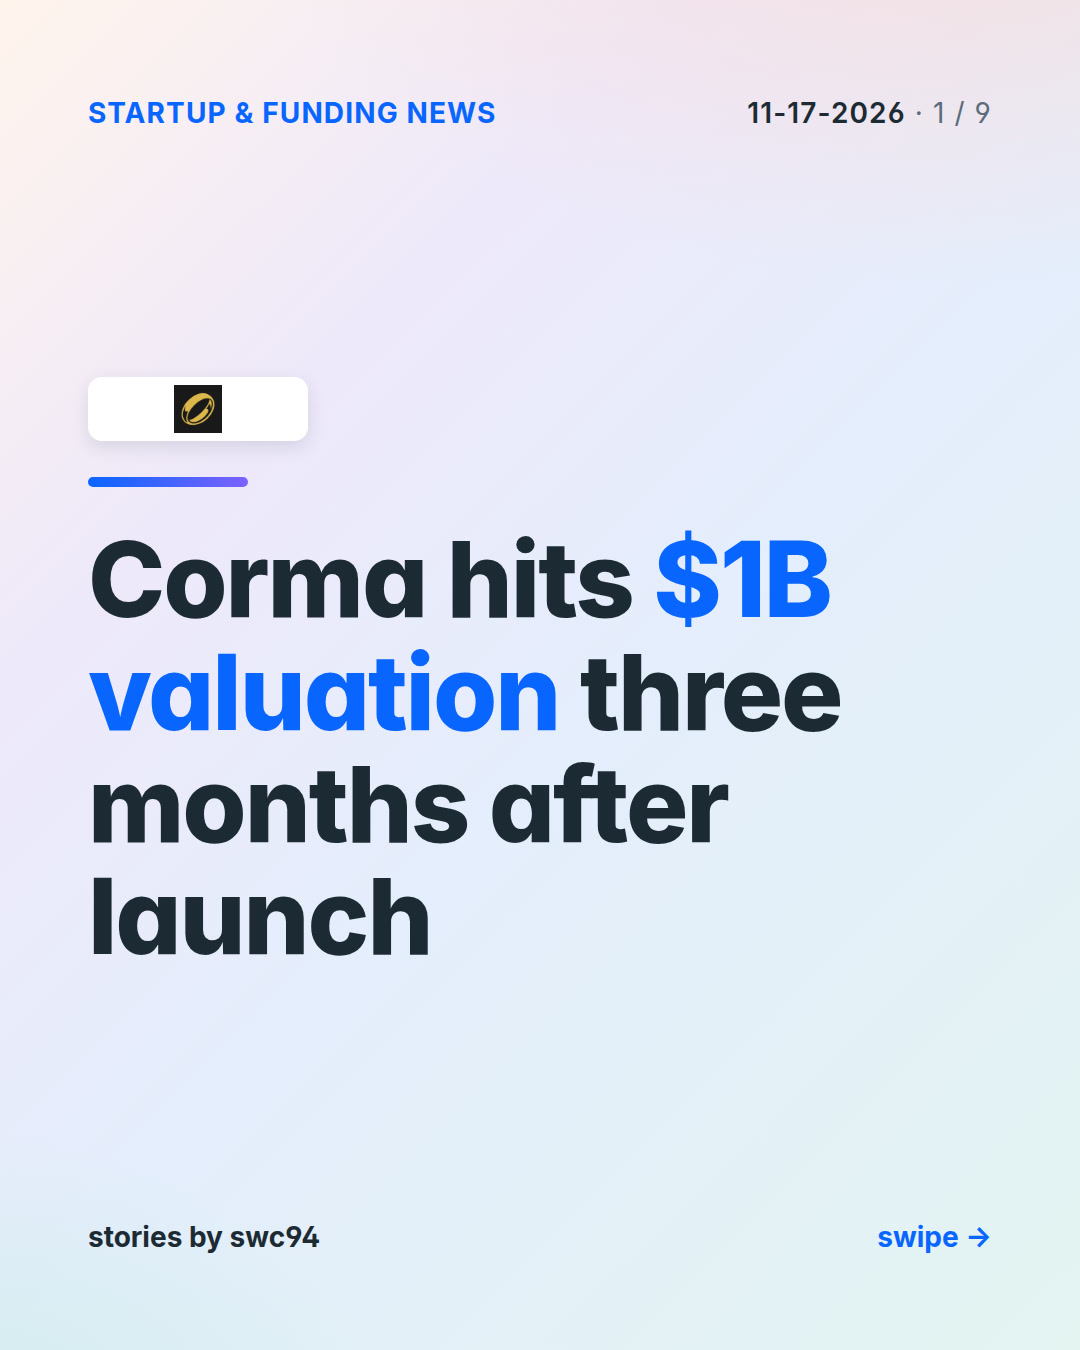 STARTUP & FUNDING NEWS
11-17-2026 · 1 / 9
Corma hits $1B
valuation three
months after
launch
stories by swc94
swipe →